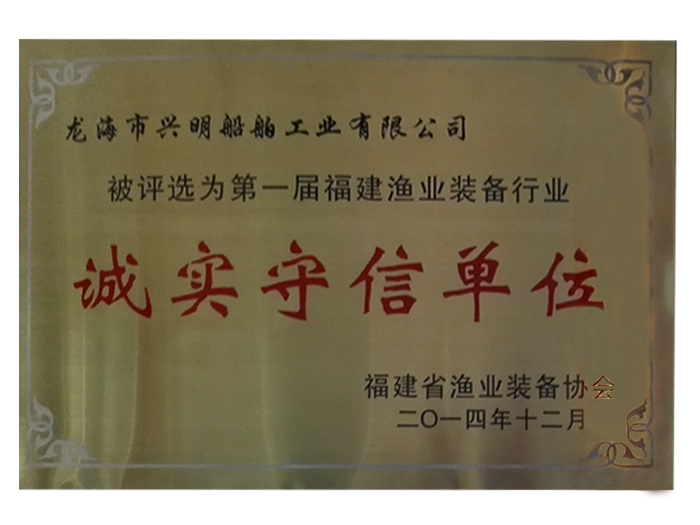 龙海市兴明船舶工业有限公司
被评选为第一届福建渔业装备行业
诚实守信单位
福建省渔业装备协会
二〇一四年十二月